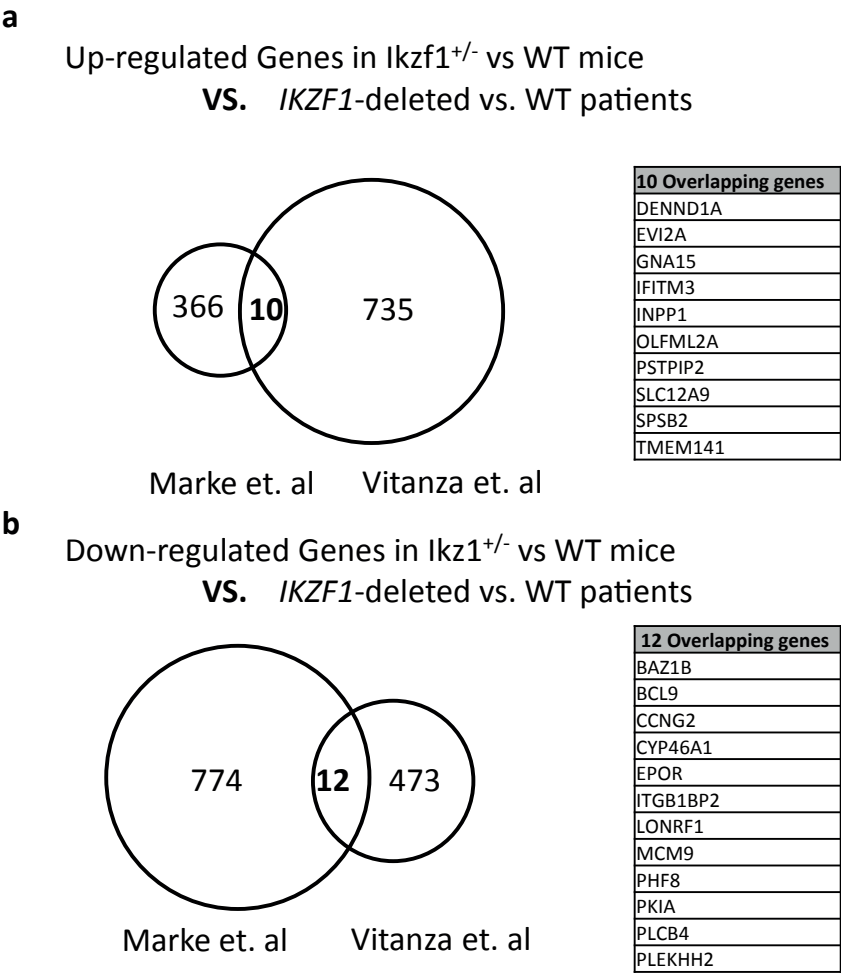 a
Up-regulated Genes in Ikzf1+/- vs WT mice
VS. IKZF1-deleted vs. WT patients
366 10 735
Marke et. al Vitanza et. al
10 Overlapping genes
DENND1A
EVI2A
GNA15
IFITM3
INPP1
OLFML2A
PSTPIP2
SLC12A9
SPSB2
TMEM141
b
Down-regulated Genes in Ikz1+/- vs WT mice
VS. IKZF1-deleted vs. WT patients
774 12 473
Marke et. al Vitanza et. al
12 Overlapping genes
BAZ1B
BCL9
CCNG2
CYP46A1
EPOR
ITGB1BP2
LONRF1
MCM9
PHF8
PKIA
PLCB4
PLEKHH2